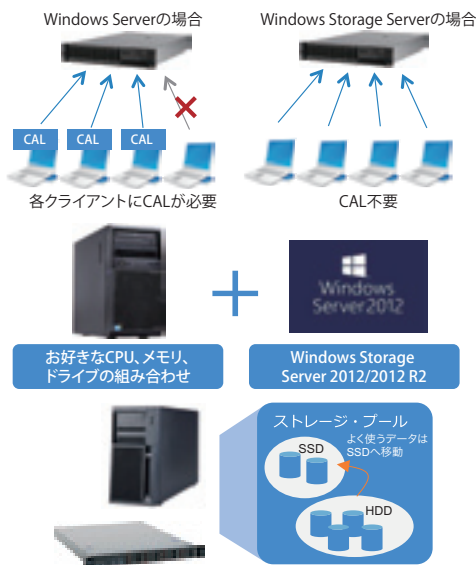 Windows Serverの場合
Windows Storage Serverの場合
CAL
CAL
CAL
各クライアントにCALが必要
CAL不要
Windows
Server2012
お好きなCPU、メモリ、
ドライブの組み合わせ
Windows Storage
Server 2012/2012 R2
ストレージ・プール
よく使うデータは
SSDへ移動
SSD
HDD